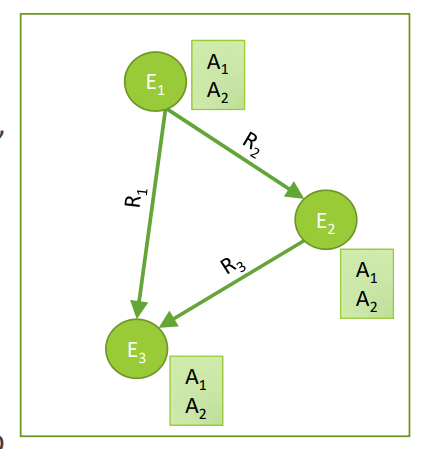 E₁
A₁
A₂
R₂
R₁
E₂
R₃
A₁
A₂
E₃
A₁
A₂